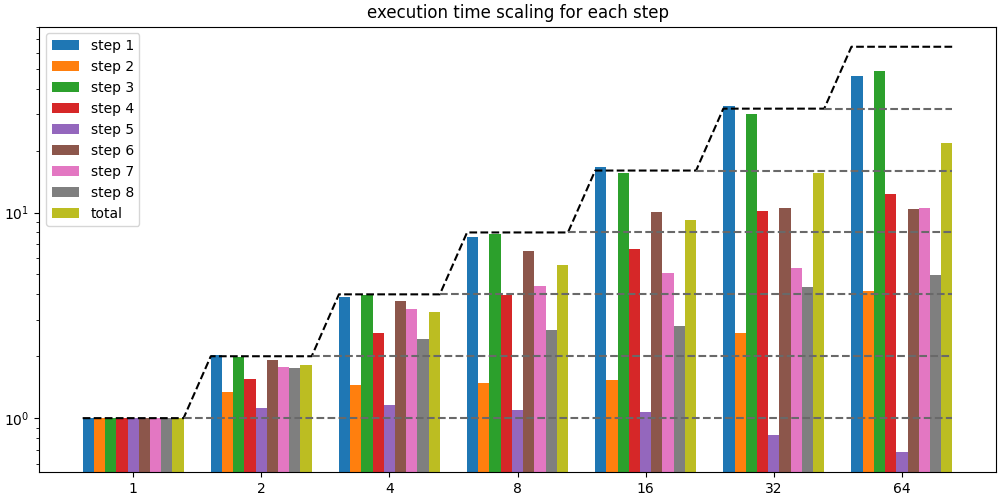 execution time scaling for each step
step 1
step 2
step 3
step 4
step 5
step 6
step 7
step 8
total
10¹
10⁰
1 2 4 8 16 32 64